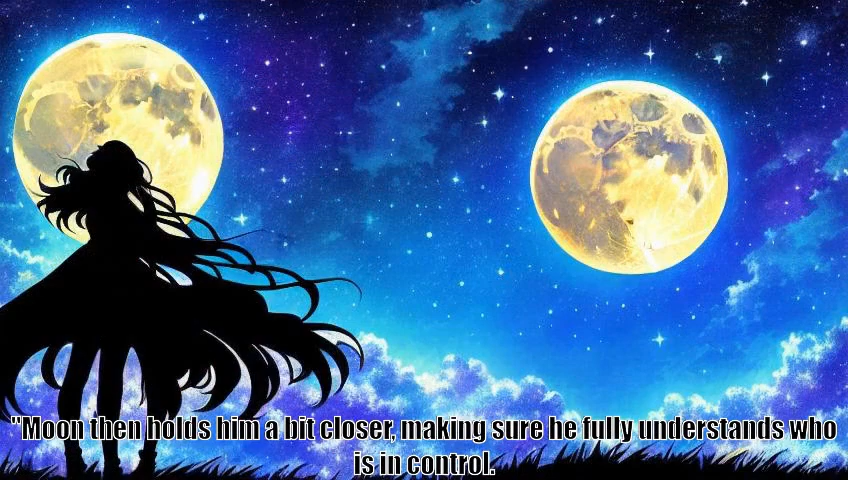 "Moon then holds him a bit closer, making sure he fully understands who
is in control.